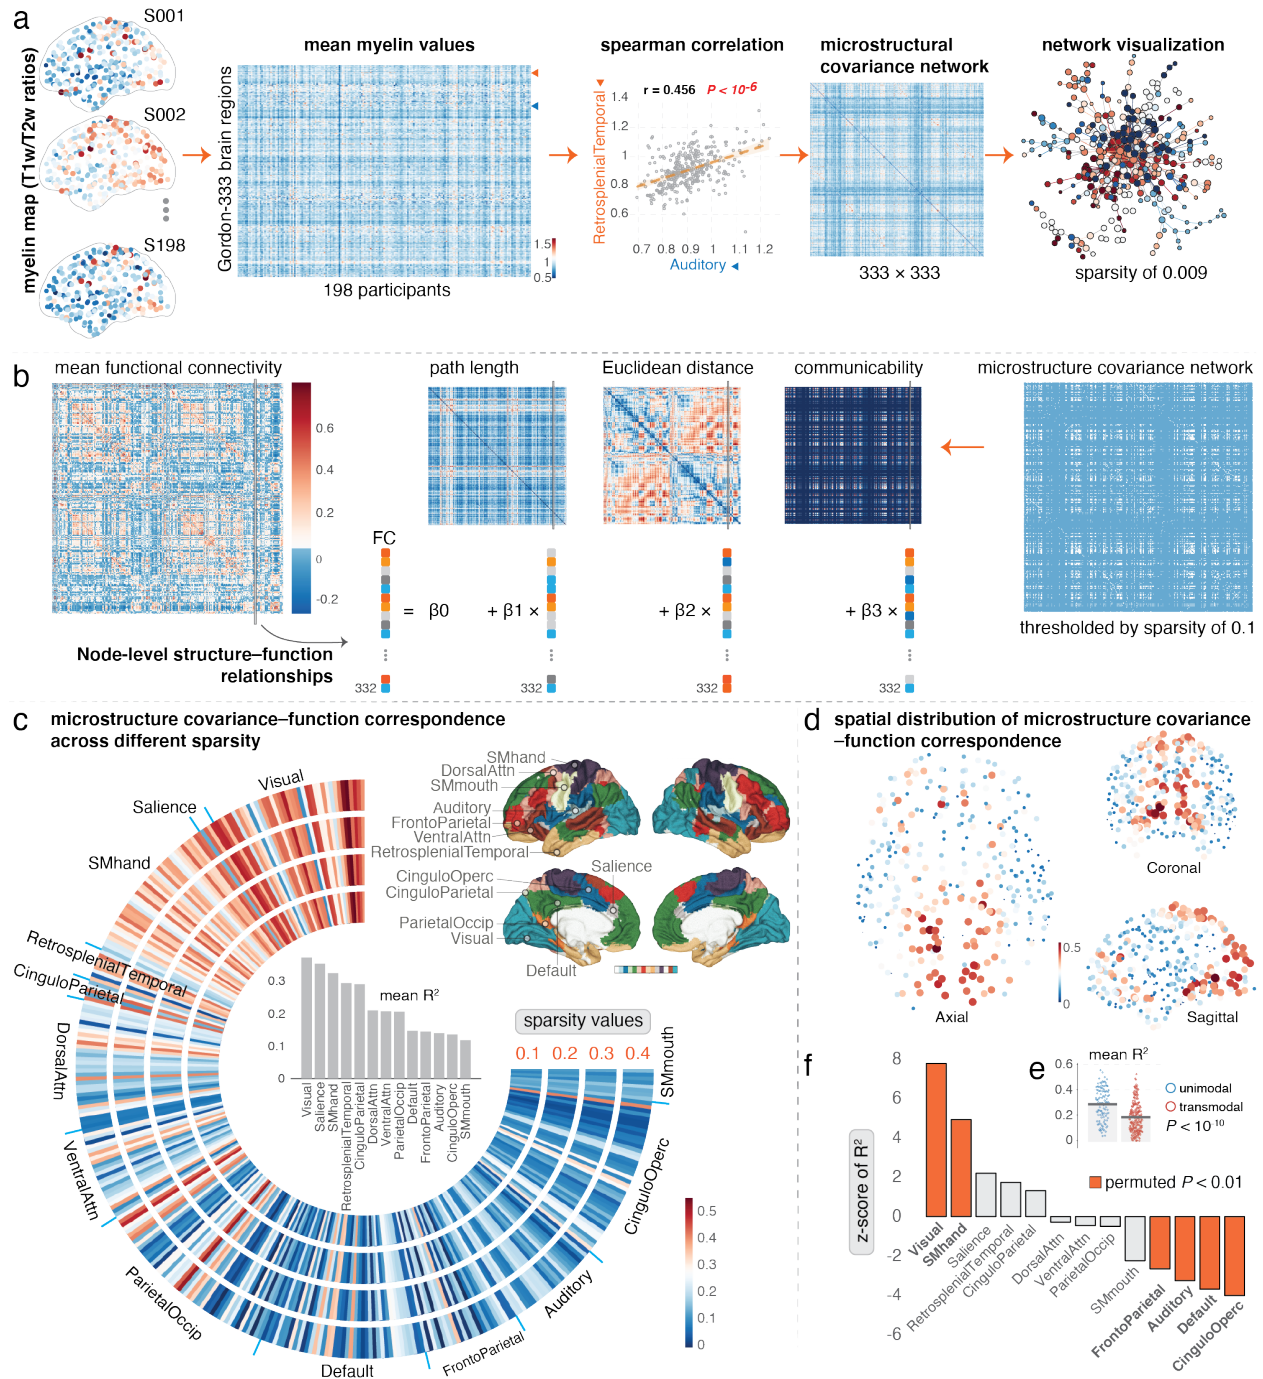 a
myelin map (T1w/T2w ratios)
S001
S002
S198
mean myelin values
Gordon-333 brain regions
198 participants
1.5
1
0.5
spearman correlation
r = 0.456 P < 10-6
RetrosplenialTemporal
1.4
1.2
1
0.8
0.6
0.7 0.8 0.9 1 1.2
Auditory
microstructural
covariance network
333 × 333
network visualization
sparsity of 0.009
b
mean functional connectivity
0.6
0.4
0.2
0
-0.2
path length
Euclidean distance
communicability
microstructure covariance network
thresholded by sparsity of 0.1
FC
= β0 + β1 × + β2 × + β3 ×
Node-level structure–function
relationships
332
332
332
332
c
microstructure covariance–function correspondence
across different sparsity
Visual
Salience
SMhand
RetrosplenialTemporal
CinguloParietal
DorsalAttn
VentralAttn
ParietalOccip
Default
FrontoParietal
Auditory
CinguloOperc
SMmouth
SMhand
DorsalAttn
SMmouth
Auditory
FrontoParietal
VentralAttn
RetrosplenialTemporal
Salience
CinguloOperc
CinguloParietal
ParietalOccip
Visual
Default
mean R2
0.3
0.2
0.1
0
Visual
Salience
SMhand
RetrosplenialTemporal
CinguloParietal
DorsalAttn
VentralAttn
ParietalOccip
Default
FrontoParietal
Auditory
CinguloOperc
SMmouth
sparsity values
0.1 0.2 0.3 0.4
0.5
0.4
0.3
0.2
0.1
0
d
spatial distribution of microstructure covariance
–function correspondence
Axial
Coronal
Sagittal
0.5
0
f
z-score of R2
8
6
4
2
0
-2
-4
-6
Visual
SMhand
Salience
RetrosplenialTemporal
CinguloParietal
DorsalAttn
VentralAttn
ParietalOccip
SMmouth
FrontoParietal
Auditory
Default
CinguloOperc
permuted P < 0.01
e
mean R2
0.6
0.4
0.2
0
unimodal
transmodal
P < 10-10